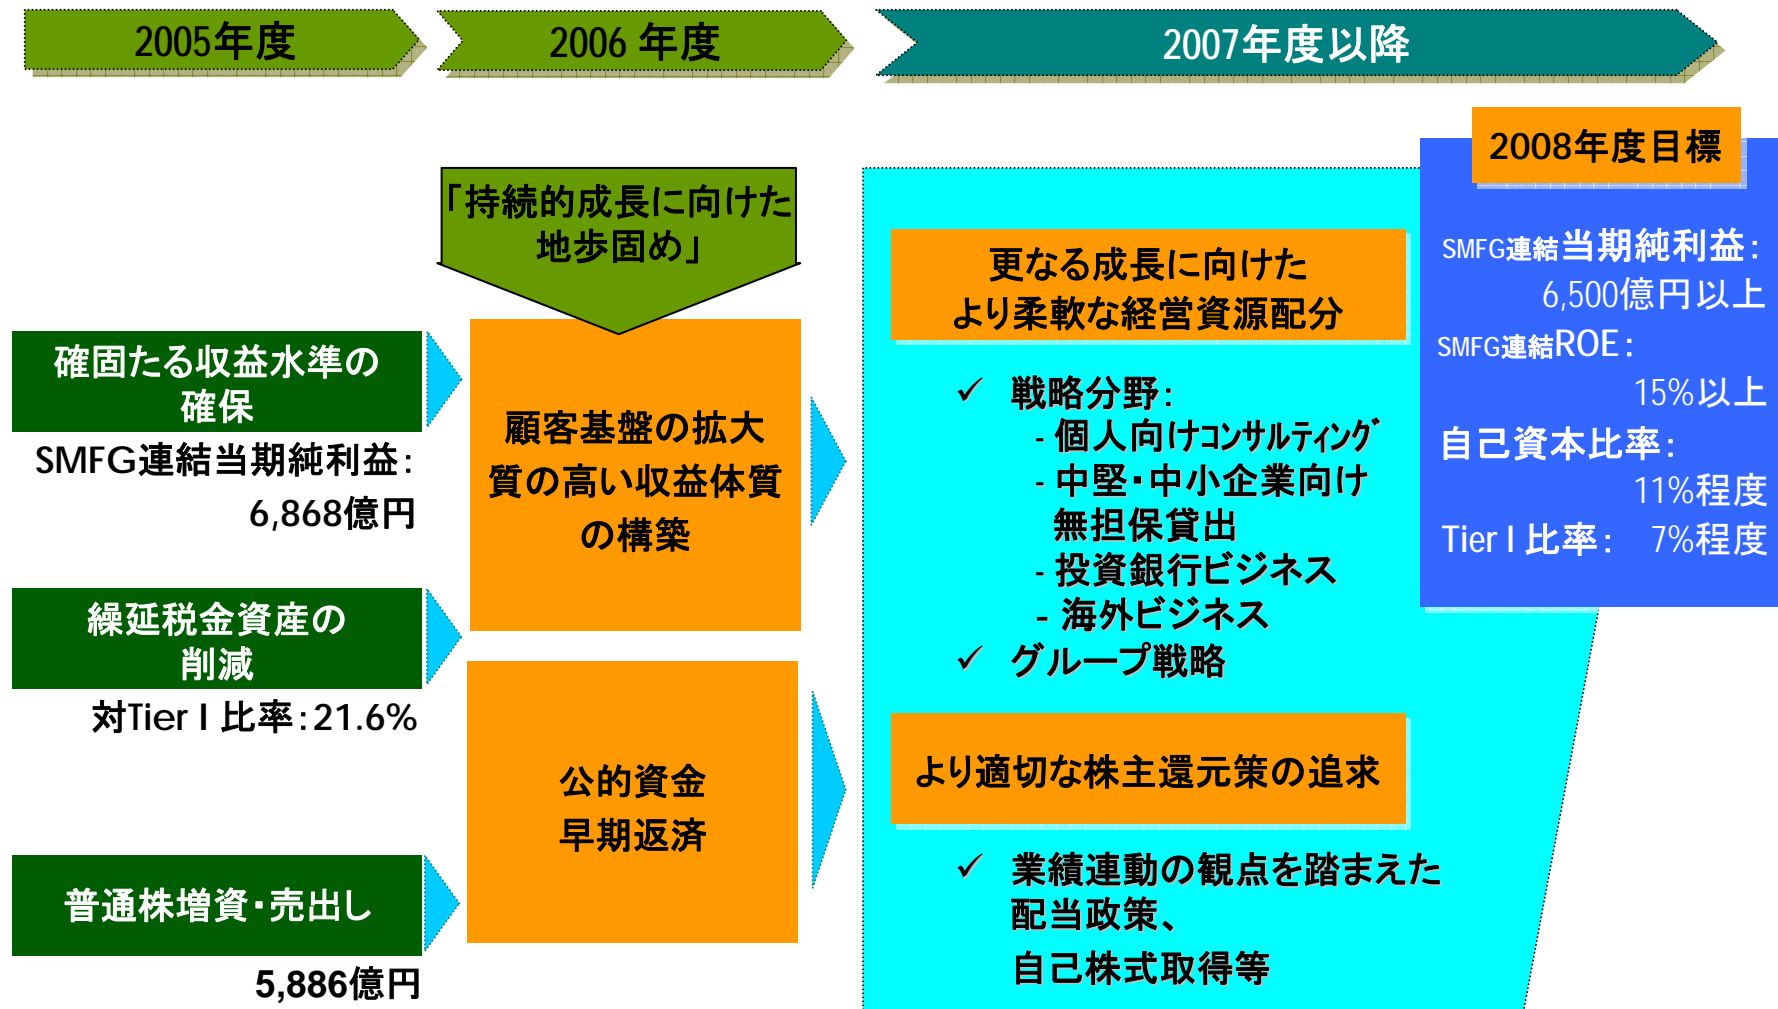 2005年度
2006 年度
2007年度以降
「持続的成長に向けた
地歩固め」
確固たる収益水準の
確保
SMFG連結当期純利益：
6,868億円
繰延税金資産の
削減
対Tier I 比率：21.6%
普通株増資・売出し
5,886億円
顧客基盤の拡大
質の高い収益体質
の構築
公的資金
早期返済
更なる成長に向けた
より柔軟な経営資源配分
✓ 戦略分野：
- 個人向けｺﾝｻﾙﾃｨﾝｸﾞ
- 中堅・中小企業向け
無担保貸出
- 投資銀行ビジネス
- 海外ビジネス
✓ グループ戦略
より適切な株主還元策の追求
✓ 業績連動の観点を踏まえた
配当政策、
自己株式取得等
2008年度目標
SMFG連結当期純利益：
6,500億円以上
SMFG連結ROE：
15%以上
自己資本比率：
11%程度
Tier I 比率： 7%程度